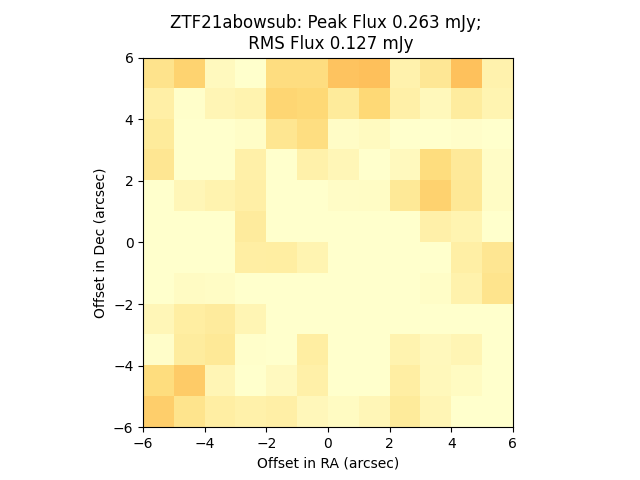 ZTF21abowsub: Peak Flux 0.263 mJy;
RMS Flux 0.127 mJy
6
4
2
0
−2
−4
−6
Offset in Dec (arcsec)
−6 −4 −2 0 2 4 6
Offset in RA (arcsec)